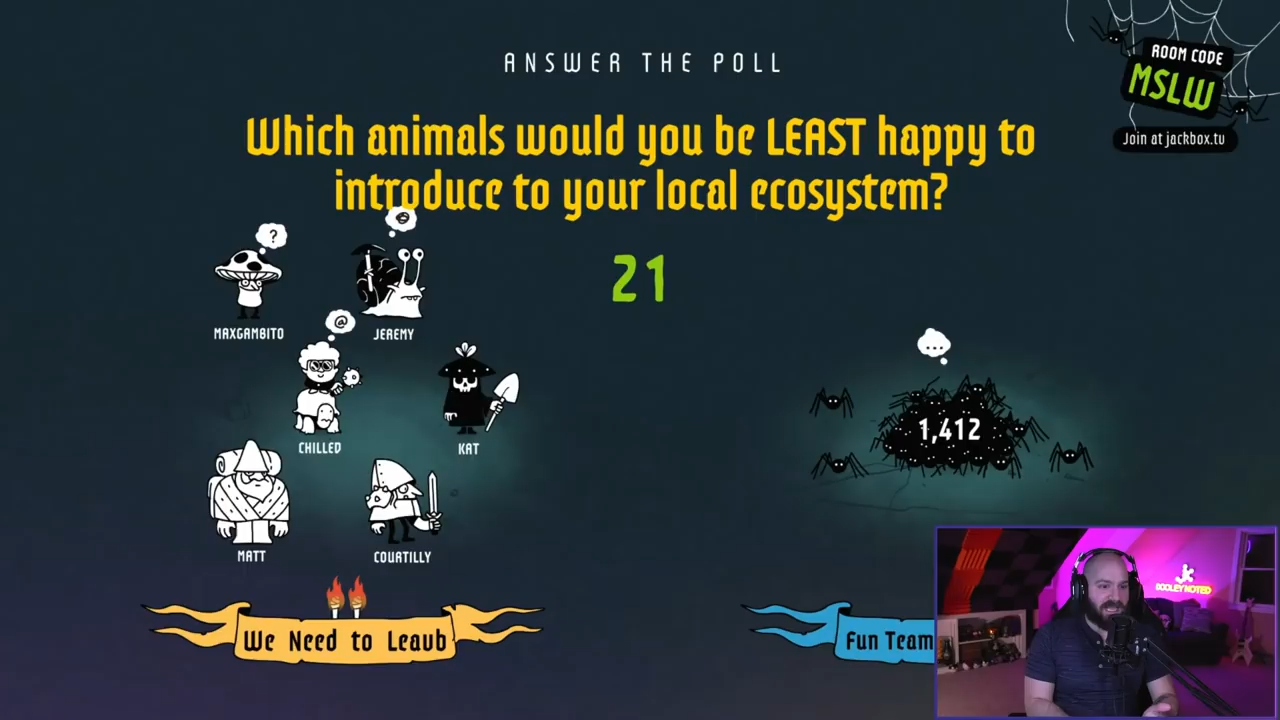 ANSWER THE POLL
ROOM CODE
MSLW
Join at jackbox.tv
Which animals would you be LEAST happy to
introduce to your local ecosystem?
?
21
MAXGAMBITO
JEREMY
@
...
1,412
CHILLED
KAT
MATT
COURTILLY
We Need to Leaub
Fun Team
DOOLEY NOTED